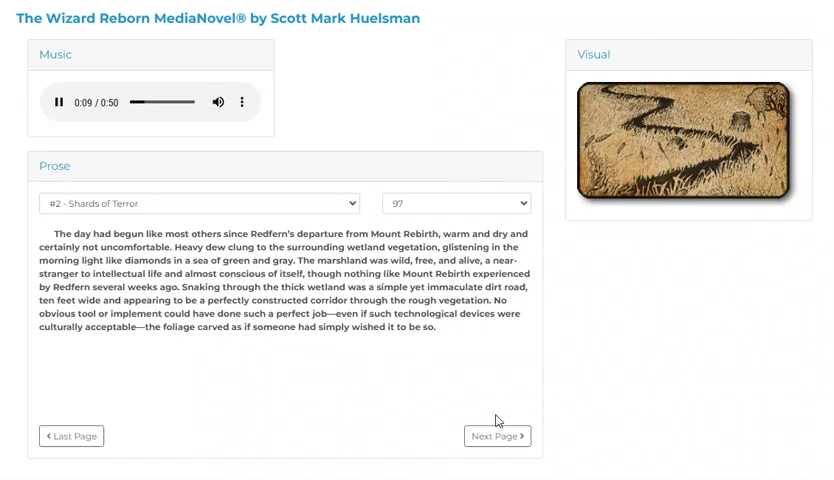 The Wizard Reborn MediaNovel® by Scott Mark Huelsman
Music
Visual
0:09 / 0:50
Prose
#2 - Shards of Terror
97
The day had begun like most others since Redfern's departure from Mount Rebirth, warm and dry and
certainly not uncomfortable. Heavy dew clung to the surrounding wetland vegetation, glistening in the
morning light like diamonds in a sea of green and gray. The marshland was wild, free, and alive, a near-
stranger to intellectual life and almost conscious of itself, though nothing like Mount Rebirth experienced
by Redfern several weeks ago. Snaking through the thick wetland was a simple yet immaculate dirt road,
ten feet wide and appearing to be a perfectly constructed corridor through the rough vegetation. No
obvious tool or implement could have done such a perfect job—even if such technological devices were
culturally acceptable—the foliage carved as if someone had simply wished it to be so.
Last Page
Next Page